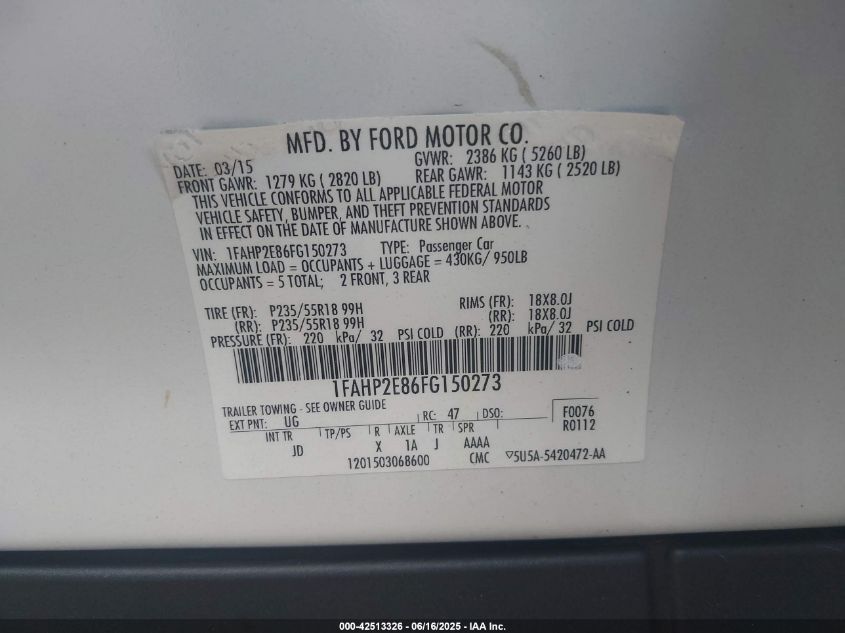 MFD. BY FORD MOTOR CO.
DATE: 03/15 GVWR: 2386 KG ( 5260 LB)
FRONT GAWR: 1279 KG ( 2820 LB) REAR GAWR: 1143 KG ( 2520 LB)
THIS VEHICLE CONFORMS TO ALL APPLICABLE FEDERAL MOTOR
VEHICLE SAFETY, BUMPER, AND THEFT PREVENTION STANDARDS
IN EFFECT ON THE DATE OF MANUFACTURE SHOWN ABOVE.
VIN: 1FAHP2E86FG150273 TYPE: Passenger Car
MAXIMUM LOAD = OCCUPANTS + LUGGAGE = 430KG/ 950LB
OCCUPANTS = 5 TOTAL; 2 FRONT, 3 REAR
TIRE (FR): P235/55R18 99H RIMS (FR): 18X8.0J
(RR): P235/55R18 99H (RR): 18X8.0J
PRESSURE (FR): 220 kPa/ 32 PSI COLD (RR): 220 kPa/ 32 PSI COLD
1FAHP2E86FG150273
TRAILER TOWING - SEE OWNER GUIDE
EXT PNT: UG RC: 47 DSO: F0076
INT TR TP/PS R AXLE TR SPR R0112
JD X 1A J AAAA
1201503068600 CMC 5U5A-5420472-AA
000-42513326 - 06/16/2025 - IAA Inc.